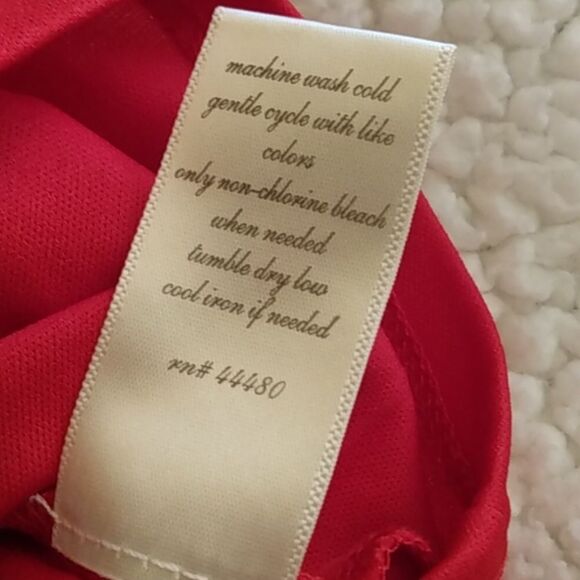 machine wash cold
gentle cycle with like
colors
only non-chlorine bleach
when needed
tumble dry low
cool iron if needed
rn# 44480